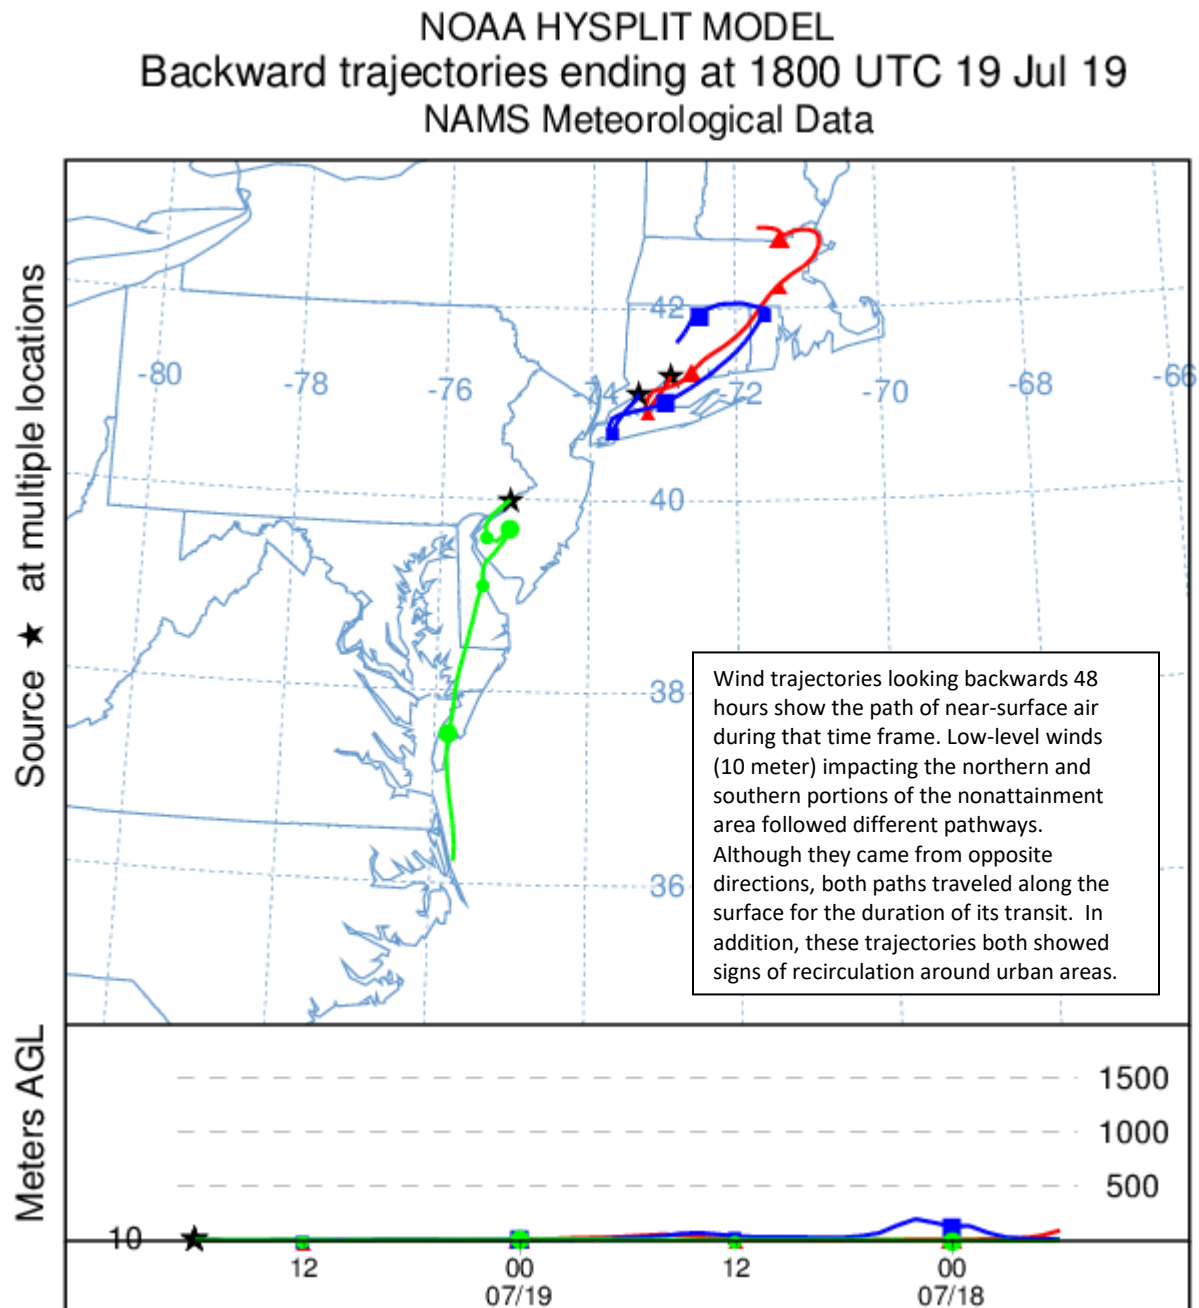 NOAA HYSPLIT MODEL
Backward trajectories ending at 1800 UTC 19 Jul 19
NAMS Meteorological Data
Source ★ at multiple locations
42
-80
-78
-76
-74
-72
-70
-68
-66
40
38
36
Wind trajectories looking backwards 48
hours show the path of near-surface air
during that time frame. Low-level winds
(10 meter) impacting the northern and
southern portions of the nonattainment
area followed different pathways.
Although they came from opposite
directions, both paths traveled along the
surface for the duration of its transit.  In
addition, these trajectories both showed
signs of recirculation around urban areas.
Meters AGL
1500
1000
500
10
12
00
12
00
07/19
07/18